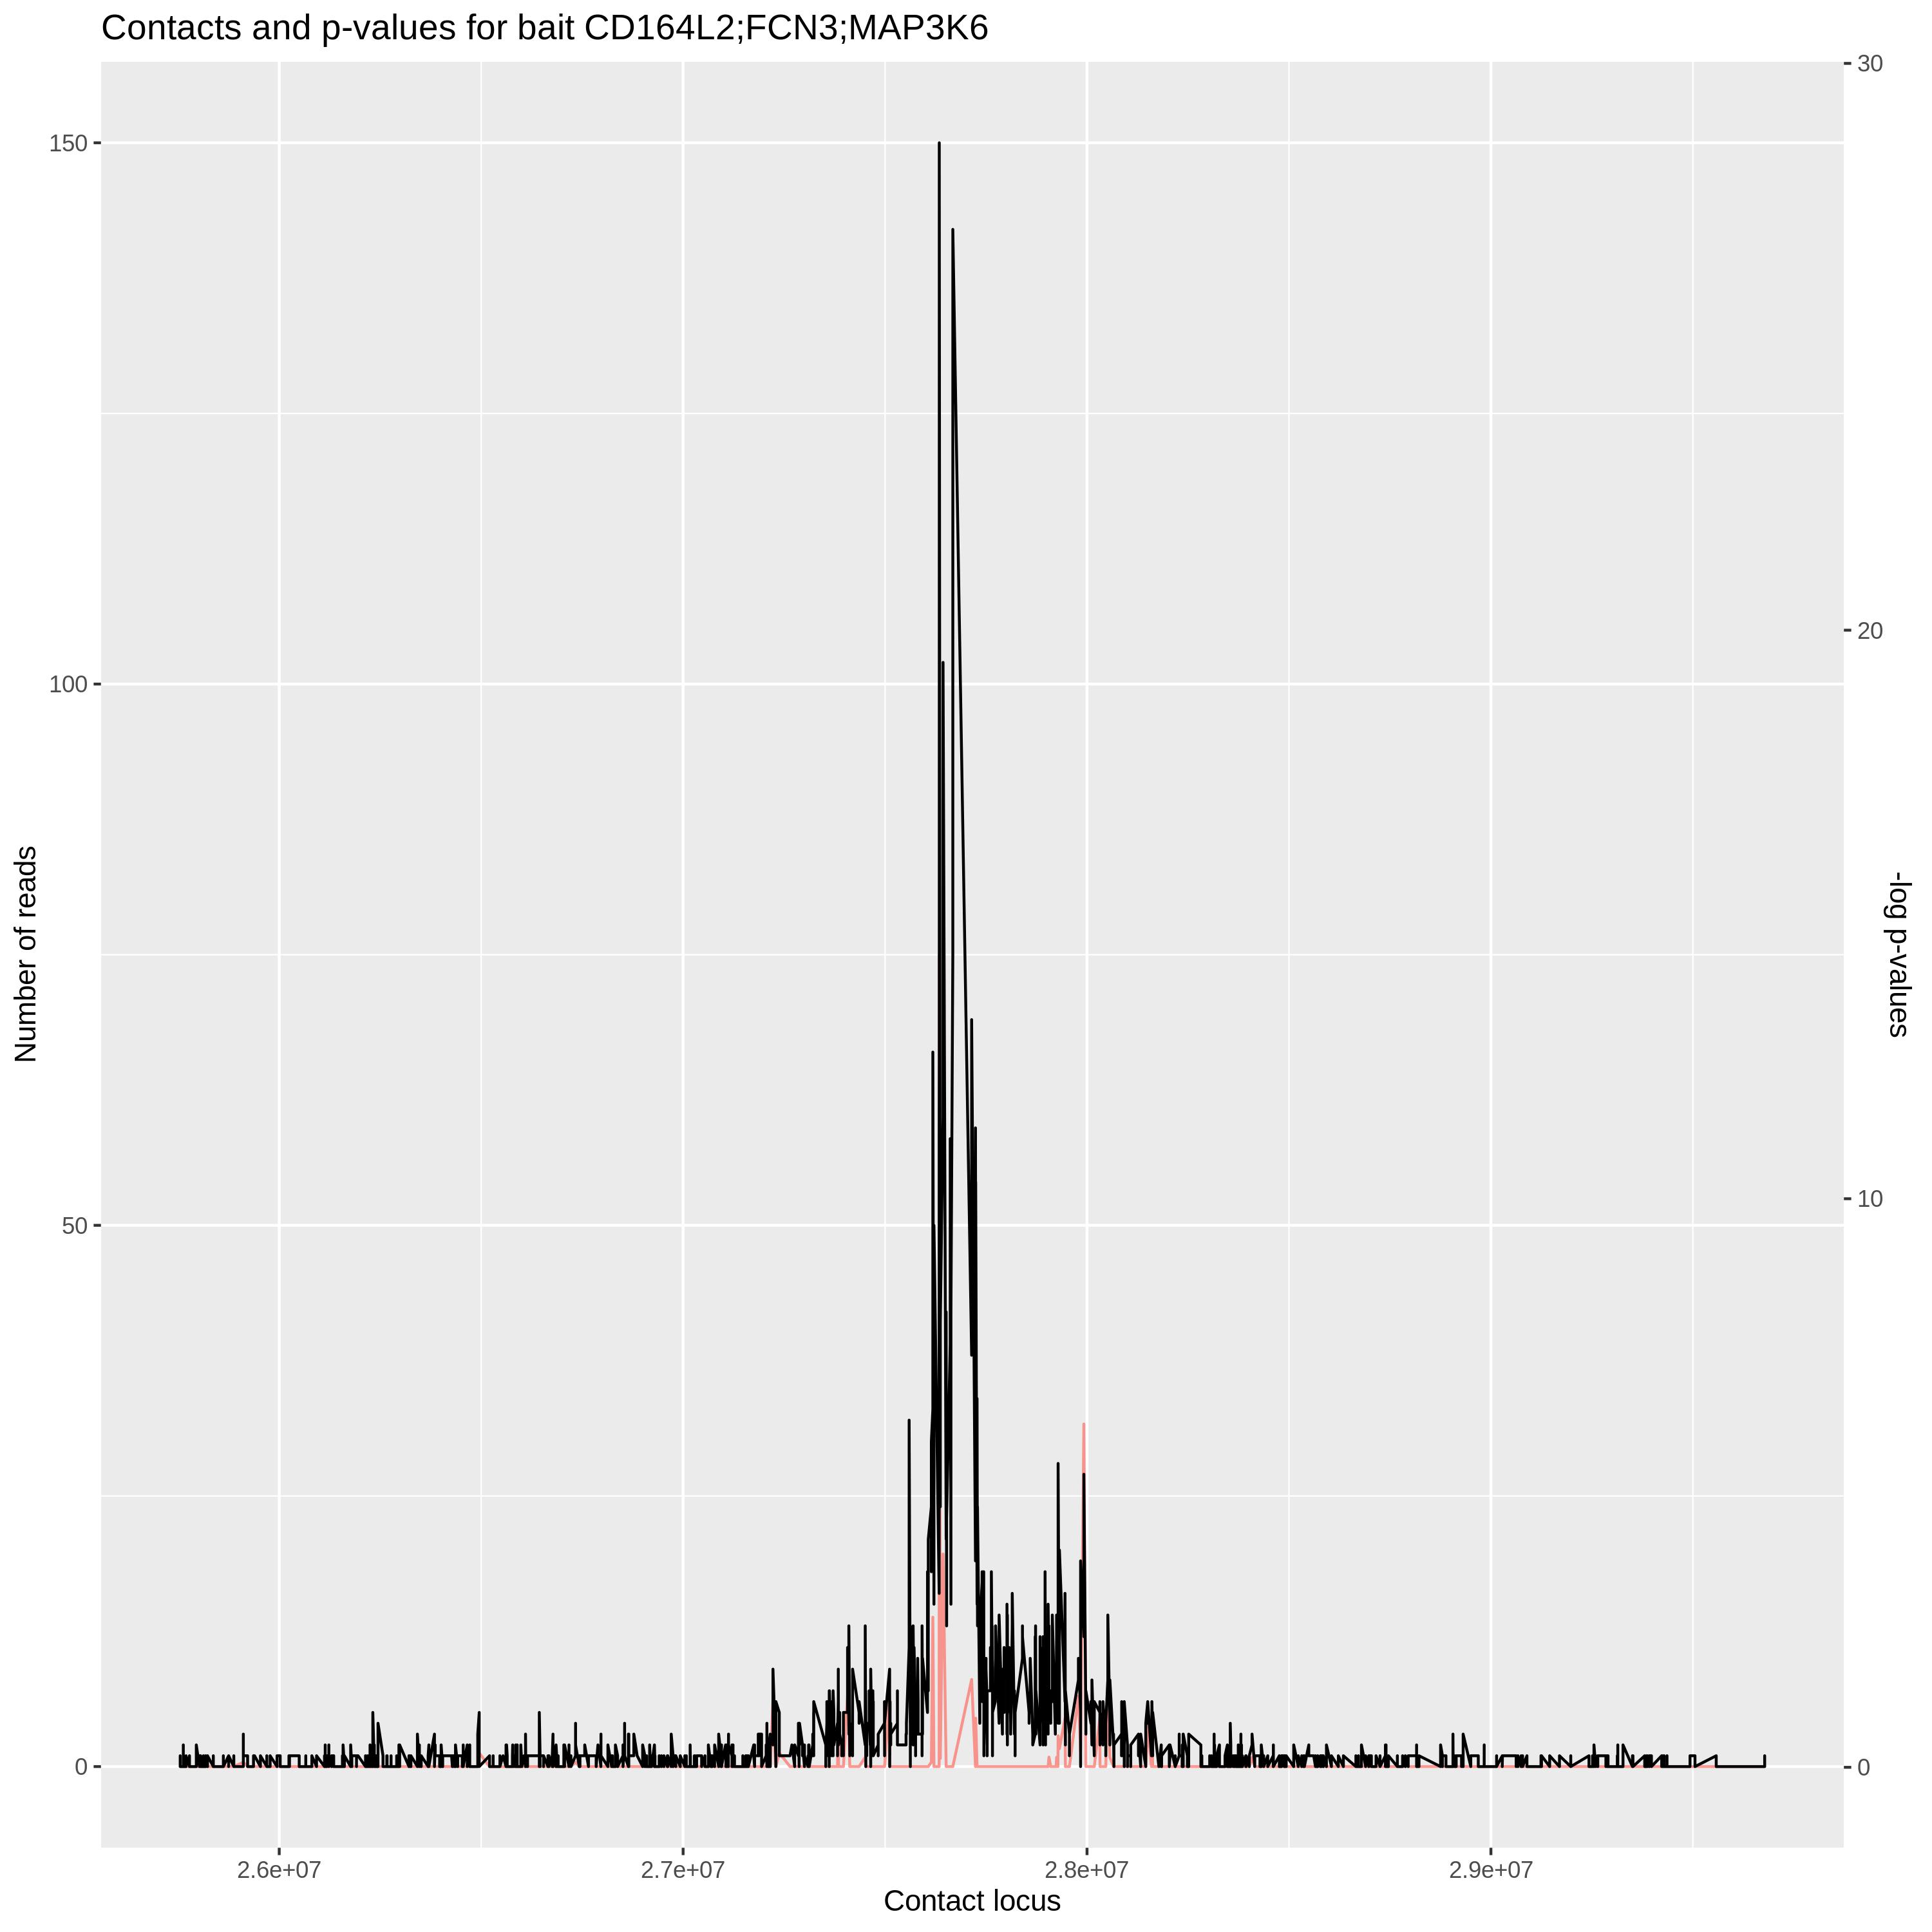 Contacts and p-values for bait CD164L2;FCN3;MAP3K6
150
100
50
0
Number of reads
30
20
10
0
-log p-values
2.6e+07
2.7e+07
2.8e+07
2.9e+07
Contact locus